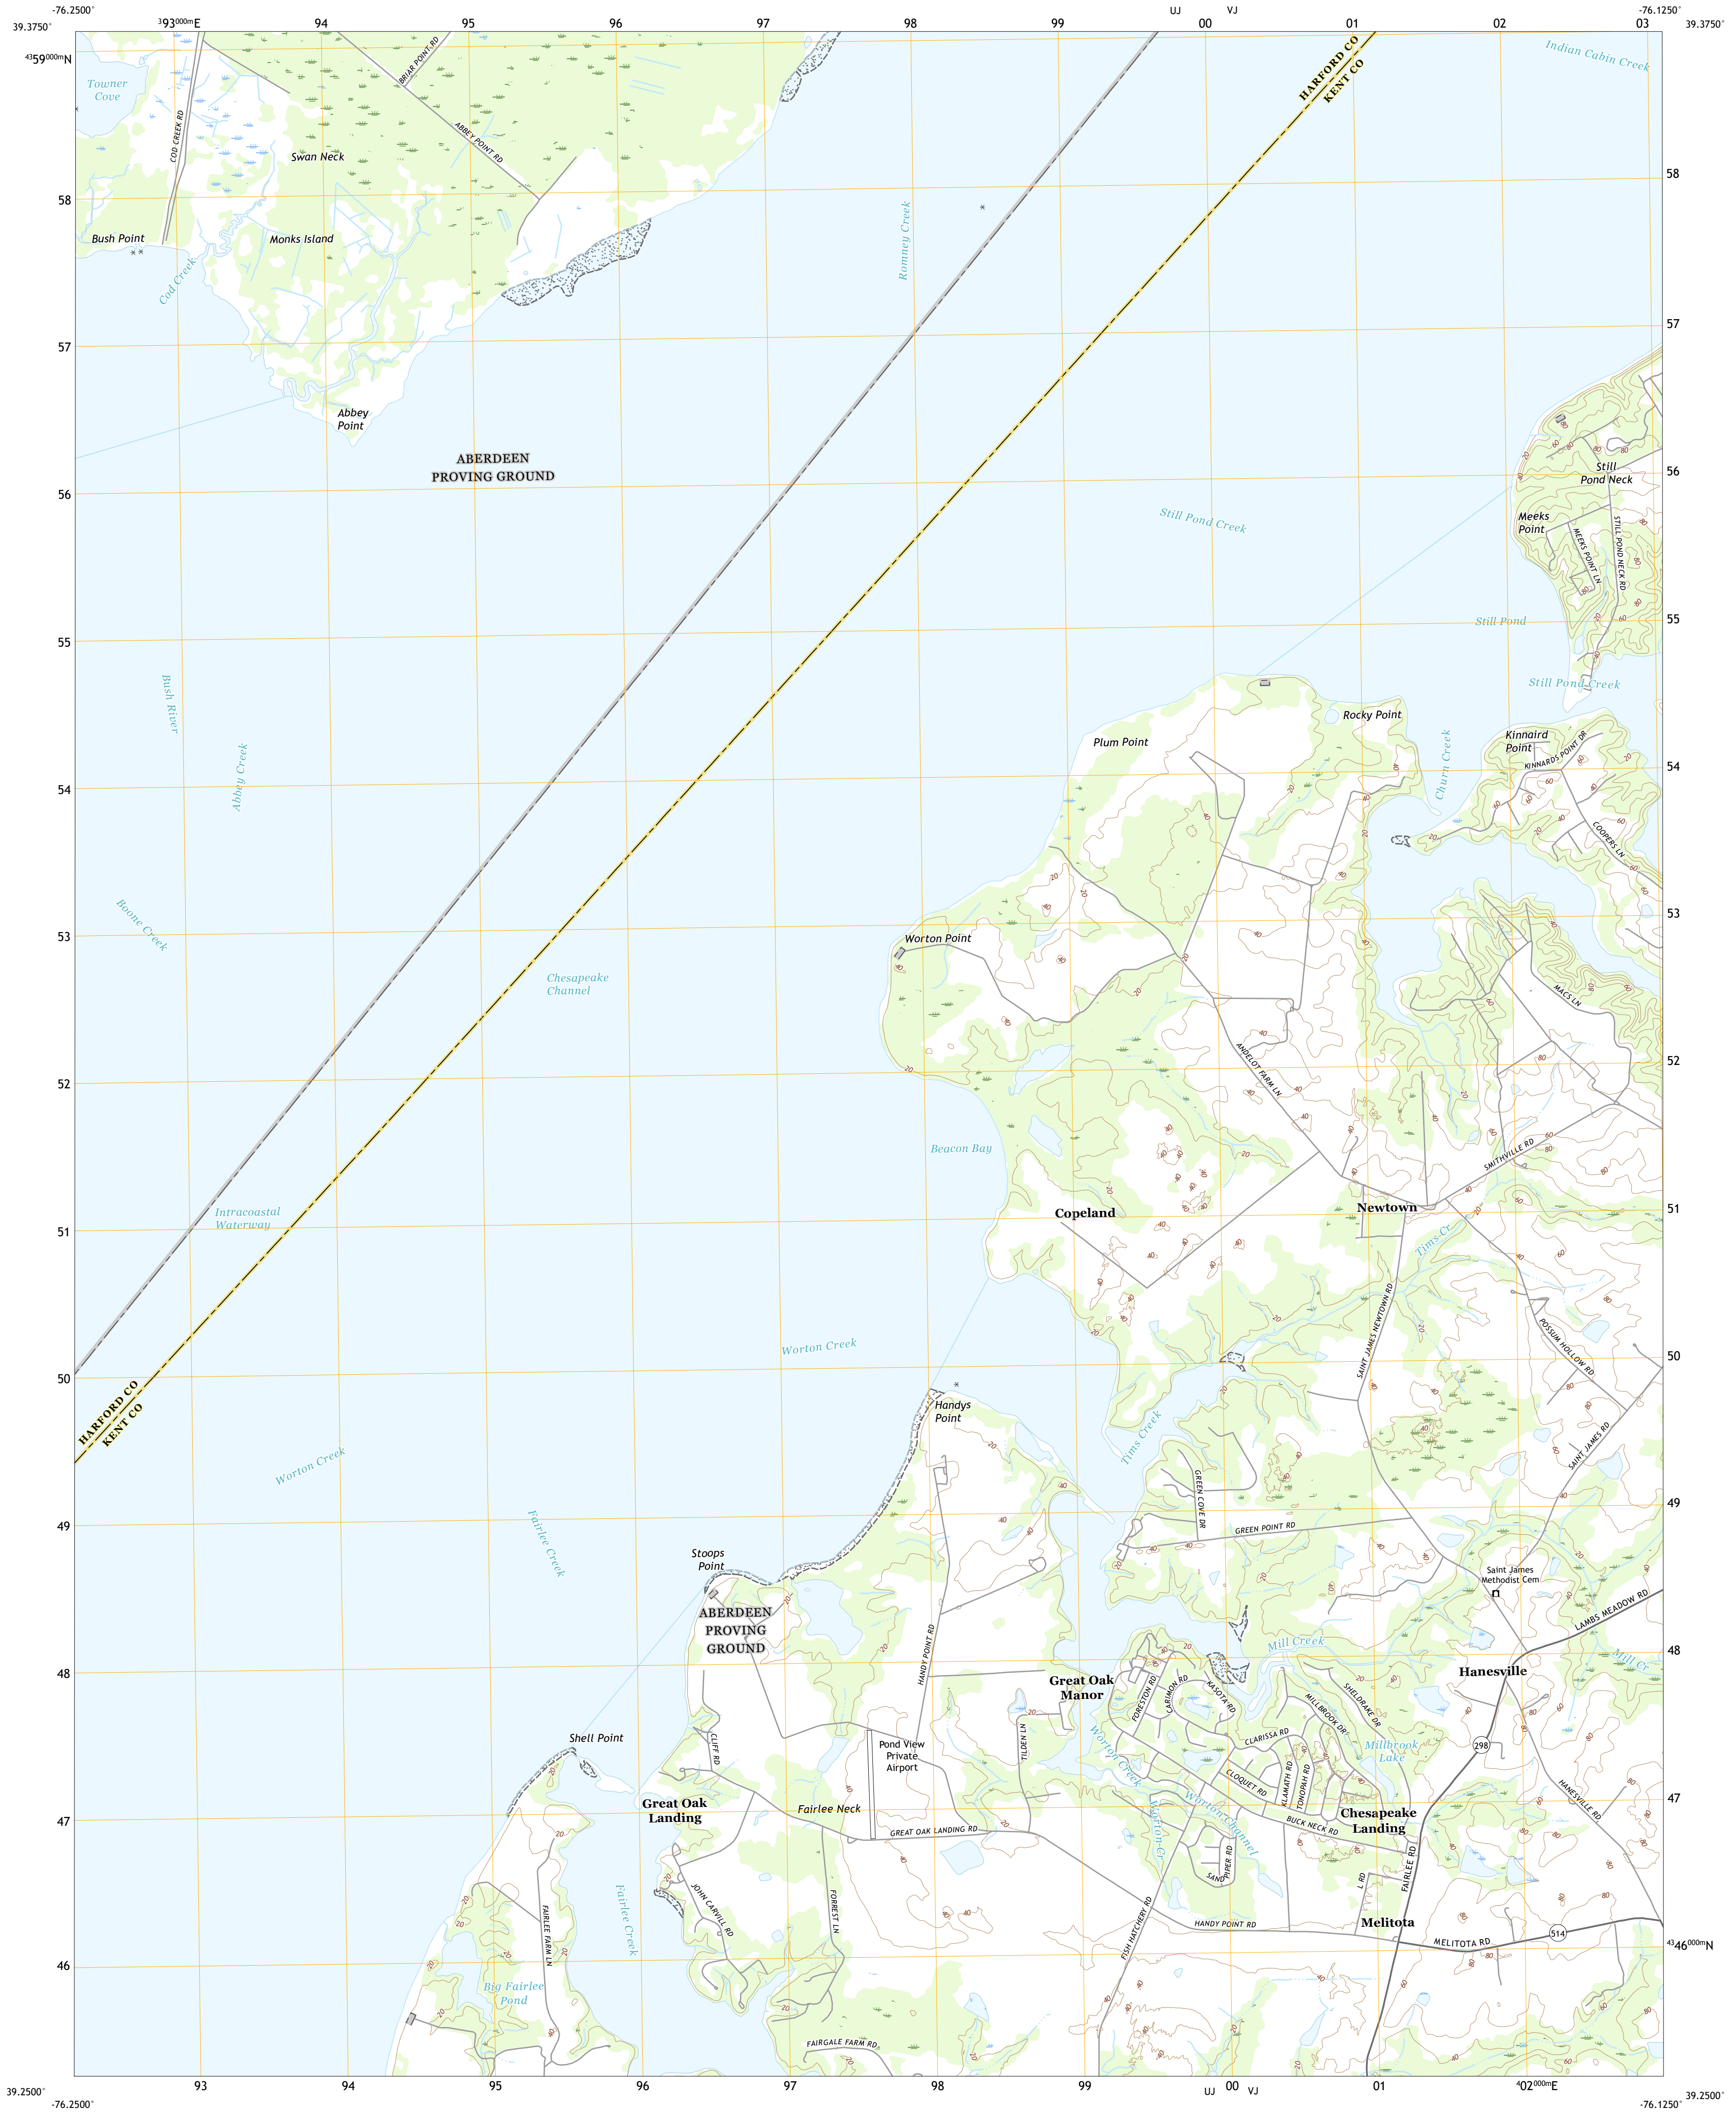 -76.2500°
39.3750°
³93⁰⁰⁰ᵐE
94
95
96
97
98
99
UJ
00
VJ
01
02
03
-76.1250°
39.3750°
⁴³59⁰⁰⁰ᵐN
Towner
Cove
COD CREEK RD
BRIAR POINT RD
ABBEY POINT RD
Swan Neck
HARFORD CO
KENT CO
Indian Cabin Creek
58
58
Bush Point
Monks Island
Cod Creek
Romney Creek
57
57
Abbey
Point
ABERDEEN
PROVING GROUND
56
56
Still
Pond Neck
Meeks
Point
MEEKS POINT LN
STILL POND NECK RD
Still Pond Creek
55
55
Still Pond
Still Pond Creek
Bush River
Abbey Creek
54
54
Plum Point
Rocky Point
Churn Creek
Kinnaird
Point
KINNARDS POINT DR
COOPERS LN
Boone Creek
53
53
Worton Point
Chesapeake
Channel
MACS LN
52
52
ANDELOT FARM LN
Beacon Bay
SMITHVILLE RD
Intracoastal
Waterway
51
51
Copeland
Newtown
Tims Cr
SAINT JAMES NEWTOWN RD
POSSUM HOLLOW RD
Worton Creek
50
50
HARFORD CO
KENT CO
Handys
Point
Tims Creek
Worton Creek
SAINT JAMES RD
49
49
Fairlee Creek
GREEN COVE DR
GREEN POINT RD
Stoops
Point
Saint James
Methodist Cem
ABERDEEN
PROVING
GROUND
LAMBS MEADOW RD
48
48
HANDY POINT RD
Mill Creek
Mill Cr
Hanesville
Great Oak
Manor
FORESTON RD
CARIMON RD
KASOTA RD
MILLBROOK DR
SHELDRAKE DR
Shell Point
CLIFF RD
Pond View
Private
Airport
TILDEN LN
Worton Creek
CLARISSA RD
Millbrook
Lake
298
CLOQUET RD
KLAMATH RD
TONOPAH RD
HANESVILLE RD
47
47
Great Oak
Landing
Fairlee Neck
GREAT OAK LANDING RD
Worton Cr
Worton Channel
BUCK NECK RD
Chesapeake
Landing
FAIRLEE RD
SAND
PIPER RD
L RD
JOHN CARVILL RD
FORREST LN
FAIRLEE FARM LN
Fairlee Creek
FISH HATCHERY RD
HANDY POINT RD
Melitota
MELITOTA RD
514
46
⁴³46⁰⁰⁰ᵐN
Big Fairlee
Pond
FAIRGALE FARM RD
39.2500°
-76.2500°
93
94
95
96
97
98
99
UJ
00
VJ
01
⁴02⁰⁰⁰ᵐE
-76.1250°
39.2500°